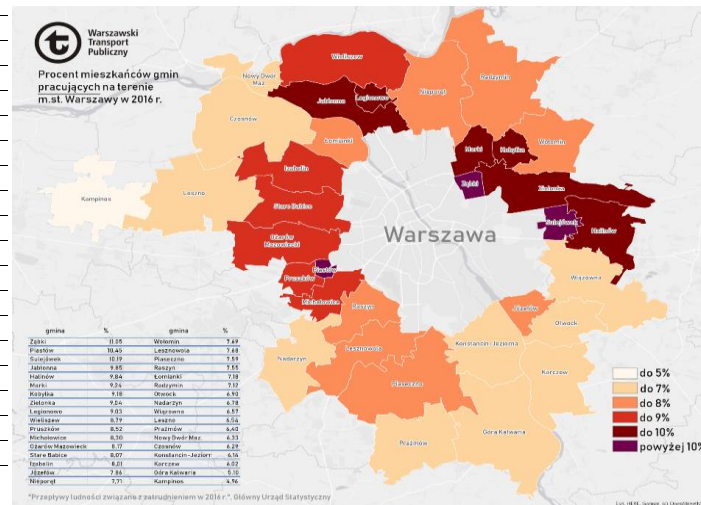 Warszawski
Transport
Publiczny
Procent mieszkańców gmin
pracujących na terenie
m.st. Warszawy w 2016 r.
Wieliszew
Nowy Dwór
Maz.
Jabłonna
Legionowo
Nieporęt
Radzymin
Czosnów
Łomianki
Marki
Kobyłka
Wołomin
Izabelin
Ząbki
Zielonka
Leszno
Kampinos
Stare Babice
Sulejówek
Halinów
Ożarów
Mazowiecki
Warszawa
Piastów
Pruszków
Wiązowna
Michałowice
Raszyn
Józefów
Otwock
Lesznowola
Konstancin-Jeziorna
Nadarzyn
Piaseczno
Karczew
Prażmów
Góra Kalwaria
gmina % gmina %
Ząbki 11.05 Wołomin 7.69
Piastów 10.45 Lesznowola 7.68
Sulejówek 10.19 Piaseczno 7.59
Jabłonna 9.85 Raszyn 7.55
Halinów 9.84 Łomianki 7.18
Marki 9.24 Radzymin 7.12
Kobyłka 9.18 Otwock 6.90
Zielonka 9.04 Nadarzyn 6.78
Legionowo 9.03 Wiązowna 6.57
Wieliszew 8.79 Leszno 6.54
Pruszków 8.52 Prażmów 6.40
Michałowice 8.30 Nowy Dwór Maz. 6.33
Ożarów Mazowieck 8.17 Czosnów 6.29
Stare Babice 8.07 Konstancin-Jeziorn 6.16
Izabelin 8.01 Karczew 6.02
Józefów 7.86 Góra Kalwaria 5.10
Nieporęt 7.71 Kampinos 4.96
do 5%
do 7%
do 8%
do 9%
do 10%
powyżej 10%
"Przepływy ludności związane z zatrudnieniem w 2016 r.", Główny Urząd Statystyczny